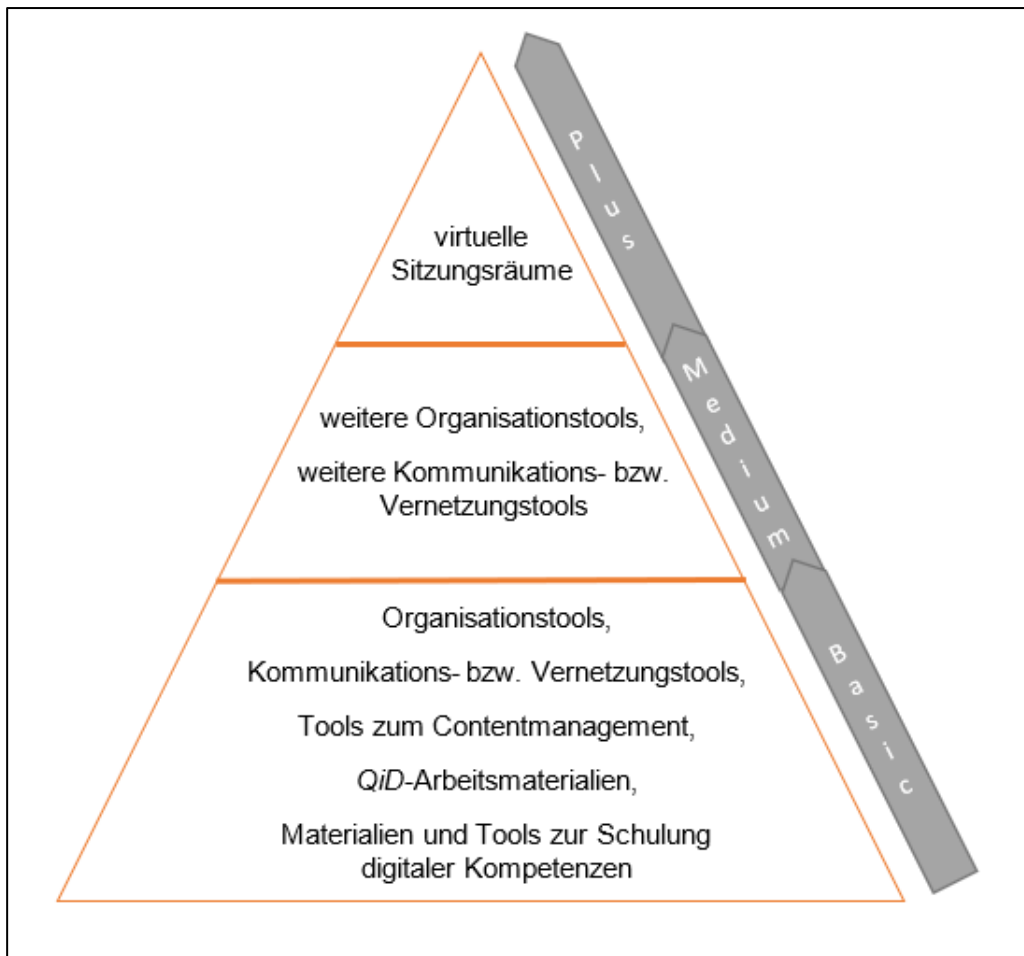 virtuelle
Sitzungsräume
weitere Organisationstools,
weitere Kommunikations- bzw.
Vernetzungstools
Organisationstools,
Kommunikations- bzw. Vernetzungstools,
Tools zum Contentmanagement,
QiD-Arbeitsmaterialien,
Materialien und Tools zur Schulung
digitaler Kompetenzen
Plus
Medium
Basic